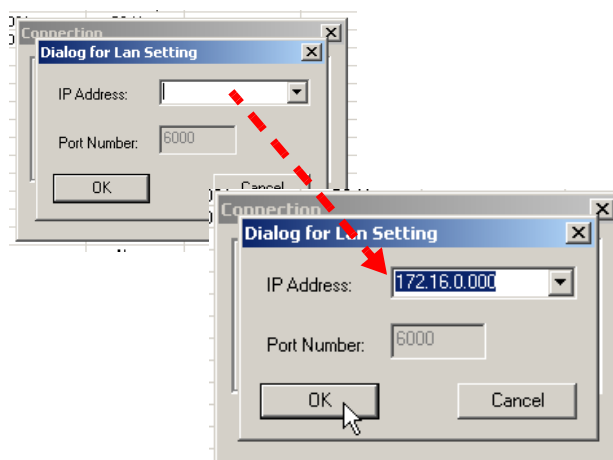 Connection
Dialog for Lan Setting
IP Address:
Port Number: 6000
OK Cancel
Connection
Dialog for Lan Setting
IP Address: 172.16.0.000
Port Number: 6000
OK Cancel